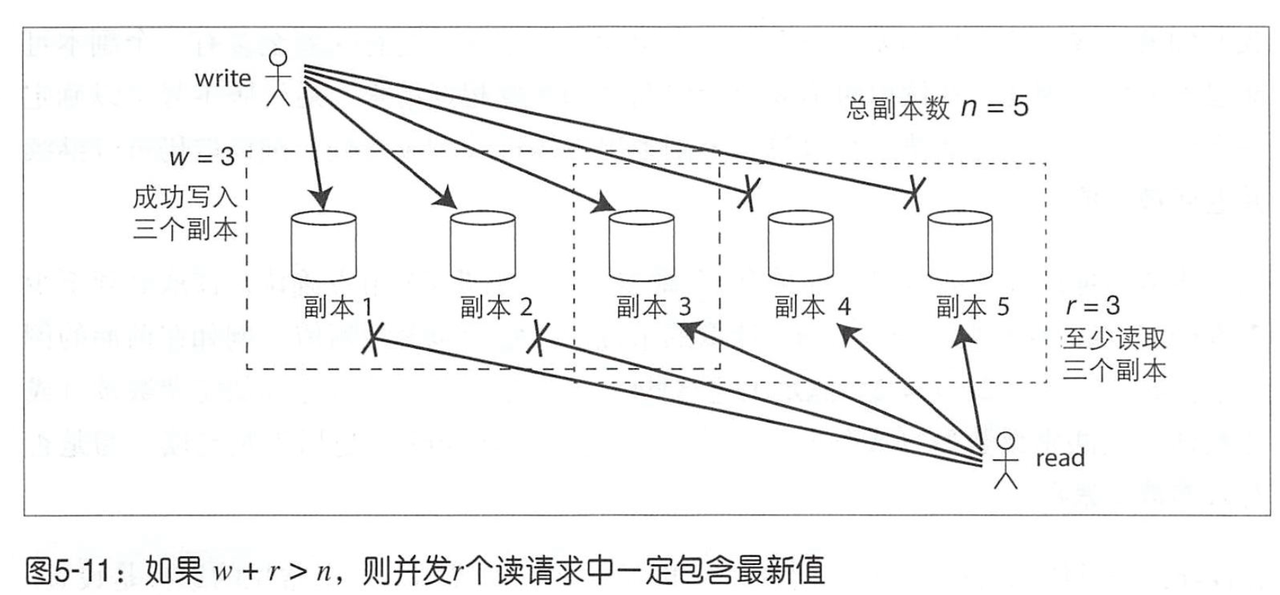 write
总副本数 n = 5
w = 3
成功写入
三个副本
副本 1
副本 2
副本 3
副本 4
副本 5
r = 3
至少读取
三个副本
read
图5-11：如果 w + r > n，则并发r个读请求中一定包含最新值